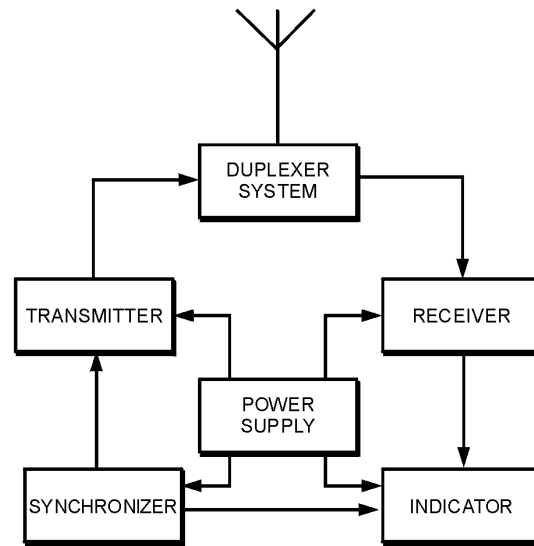 DUPLEXER
SYSTEM
TRANSMITTER
RECEIVER
POWER
SUPPLY
SYNCHRONIZER
INDICATOR